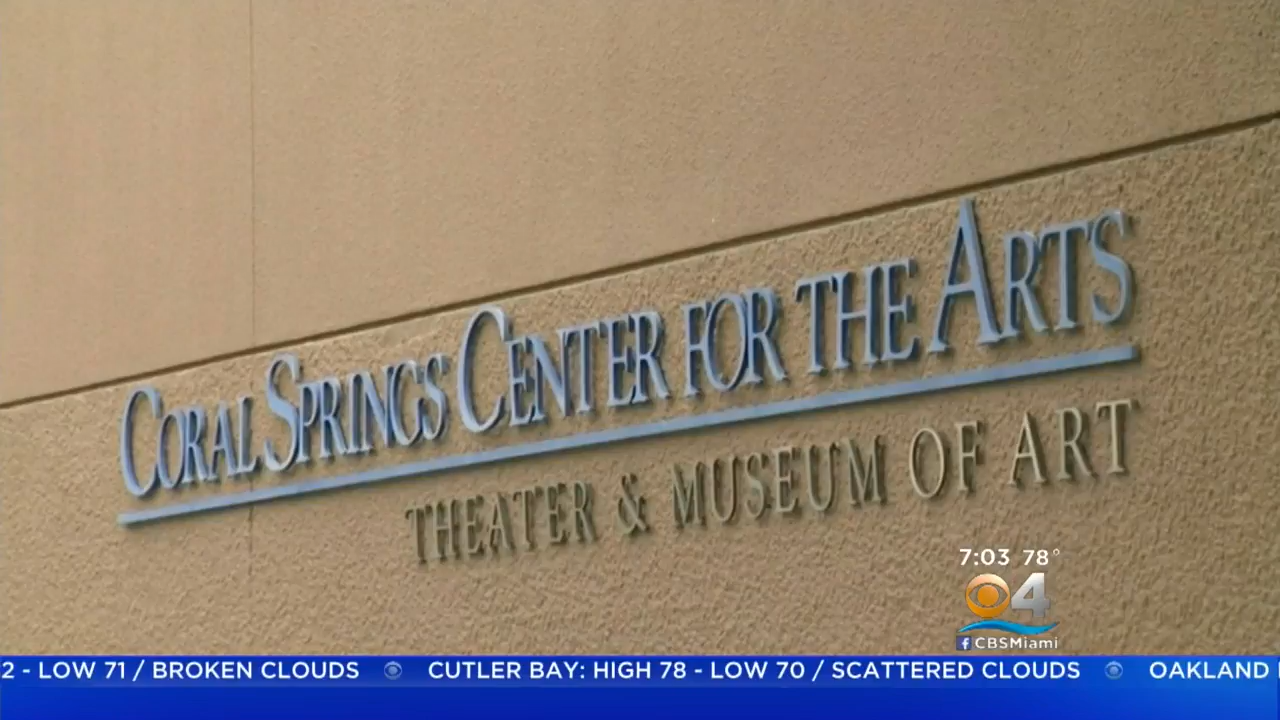 CORAL SPRINGS CENTER FOR THE ARTS
THEATER & MUSEUM OF ART
7:03 78°
4
f CBSMiami
2 - LOW 71 / BROKEN CLOUDS CUTLER BAY: HIGH 78 - LOW 70 / SCATTERED CLOUDS OAKLAND